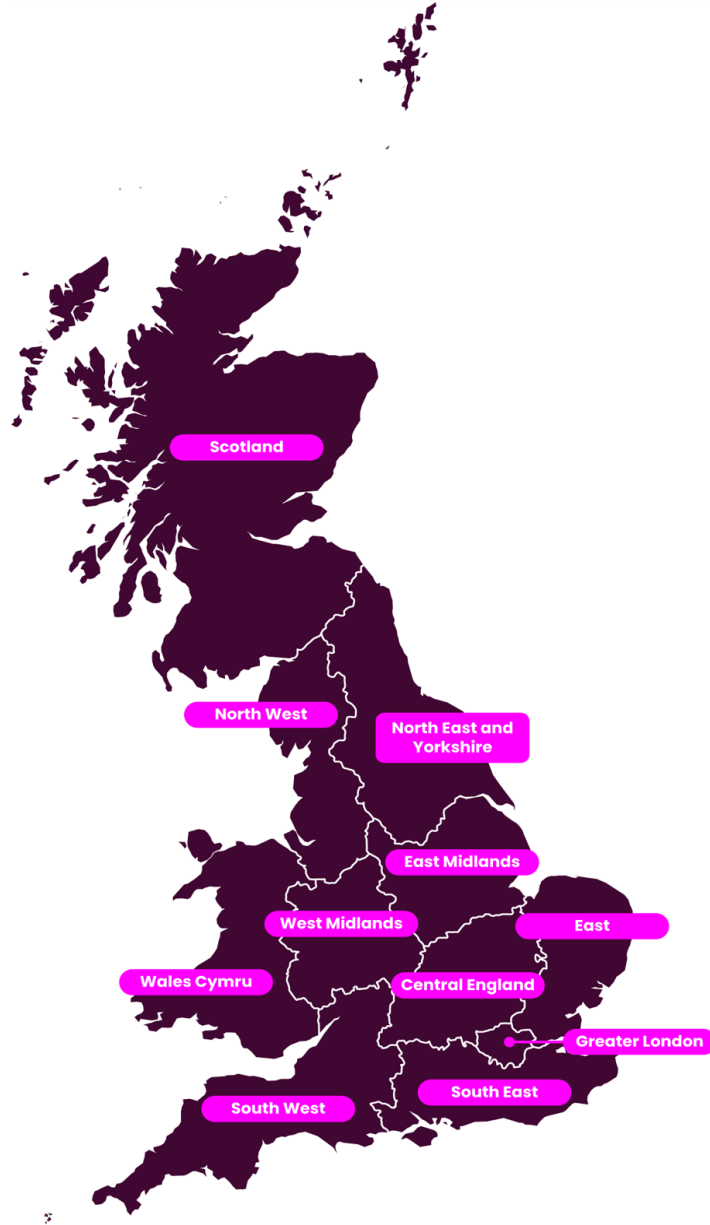 Scotland
North West
North East and
Yorkshire
East Midlands
West Midlands
East
Wales Cymru
Central England
Greater London
South East
South West